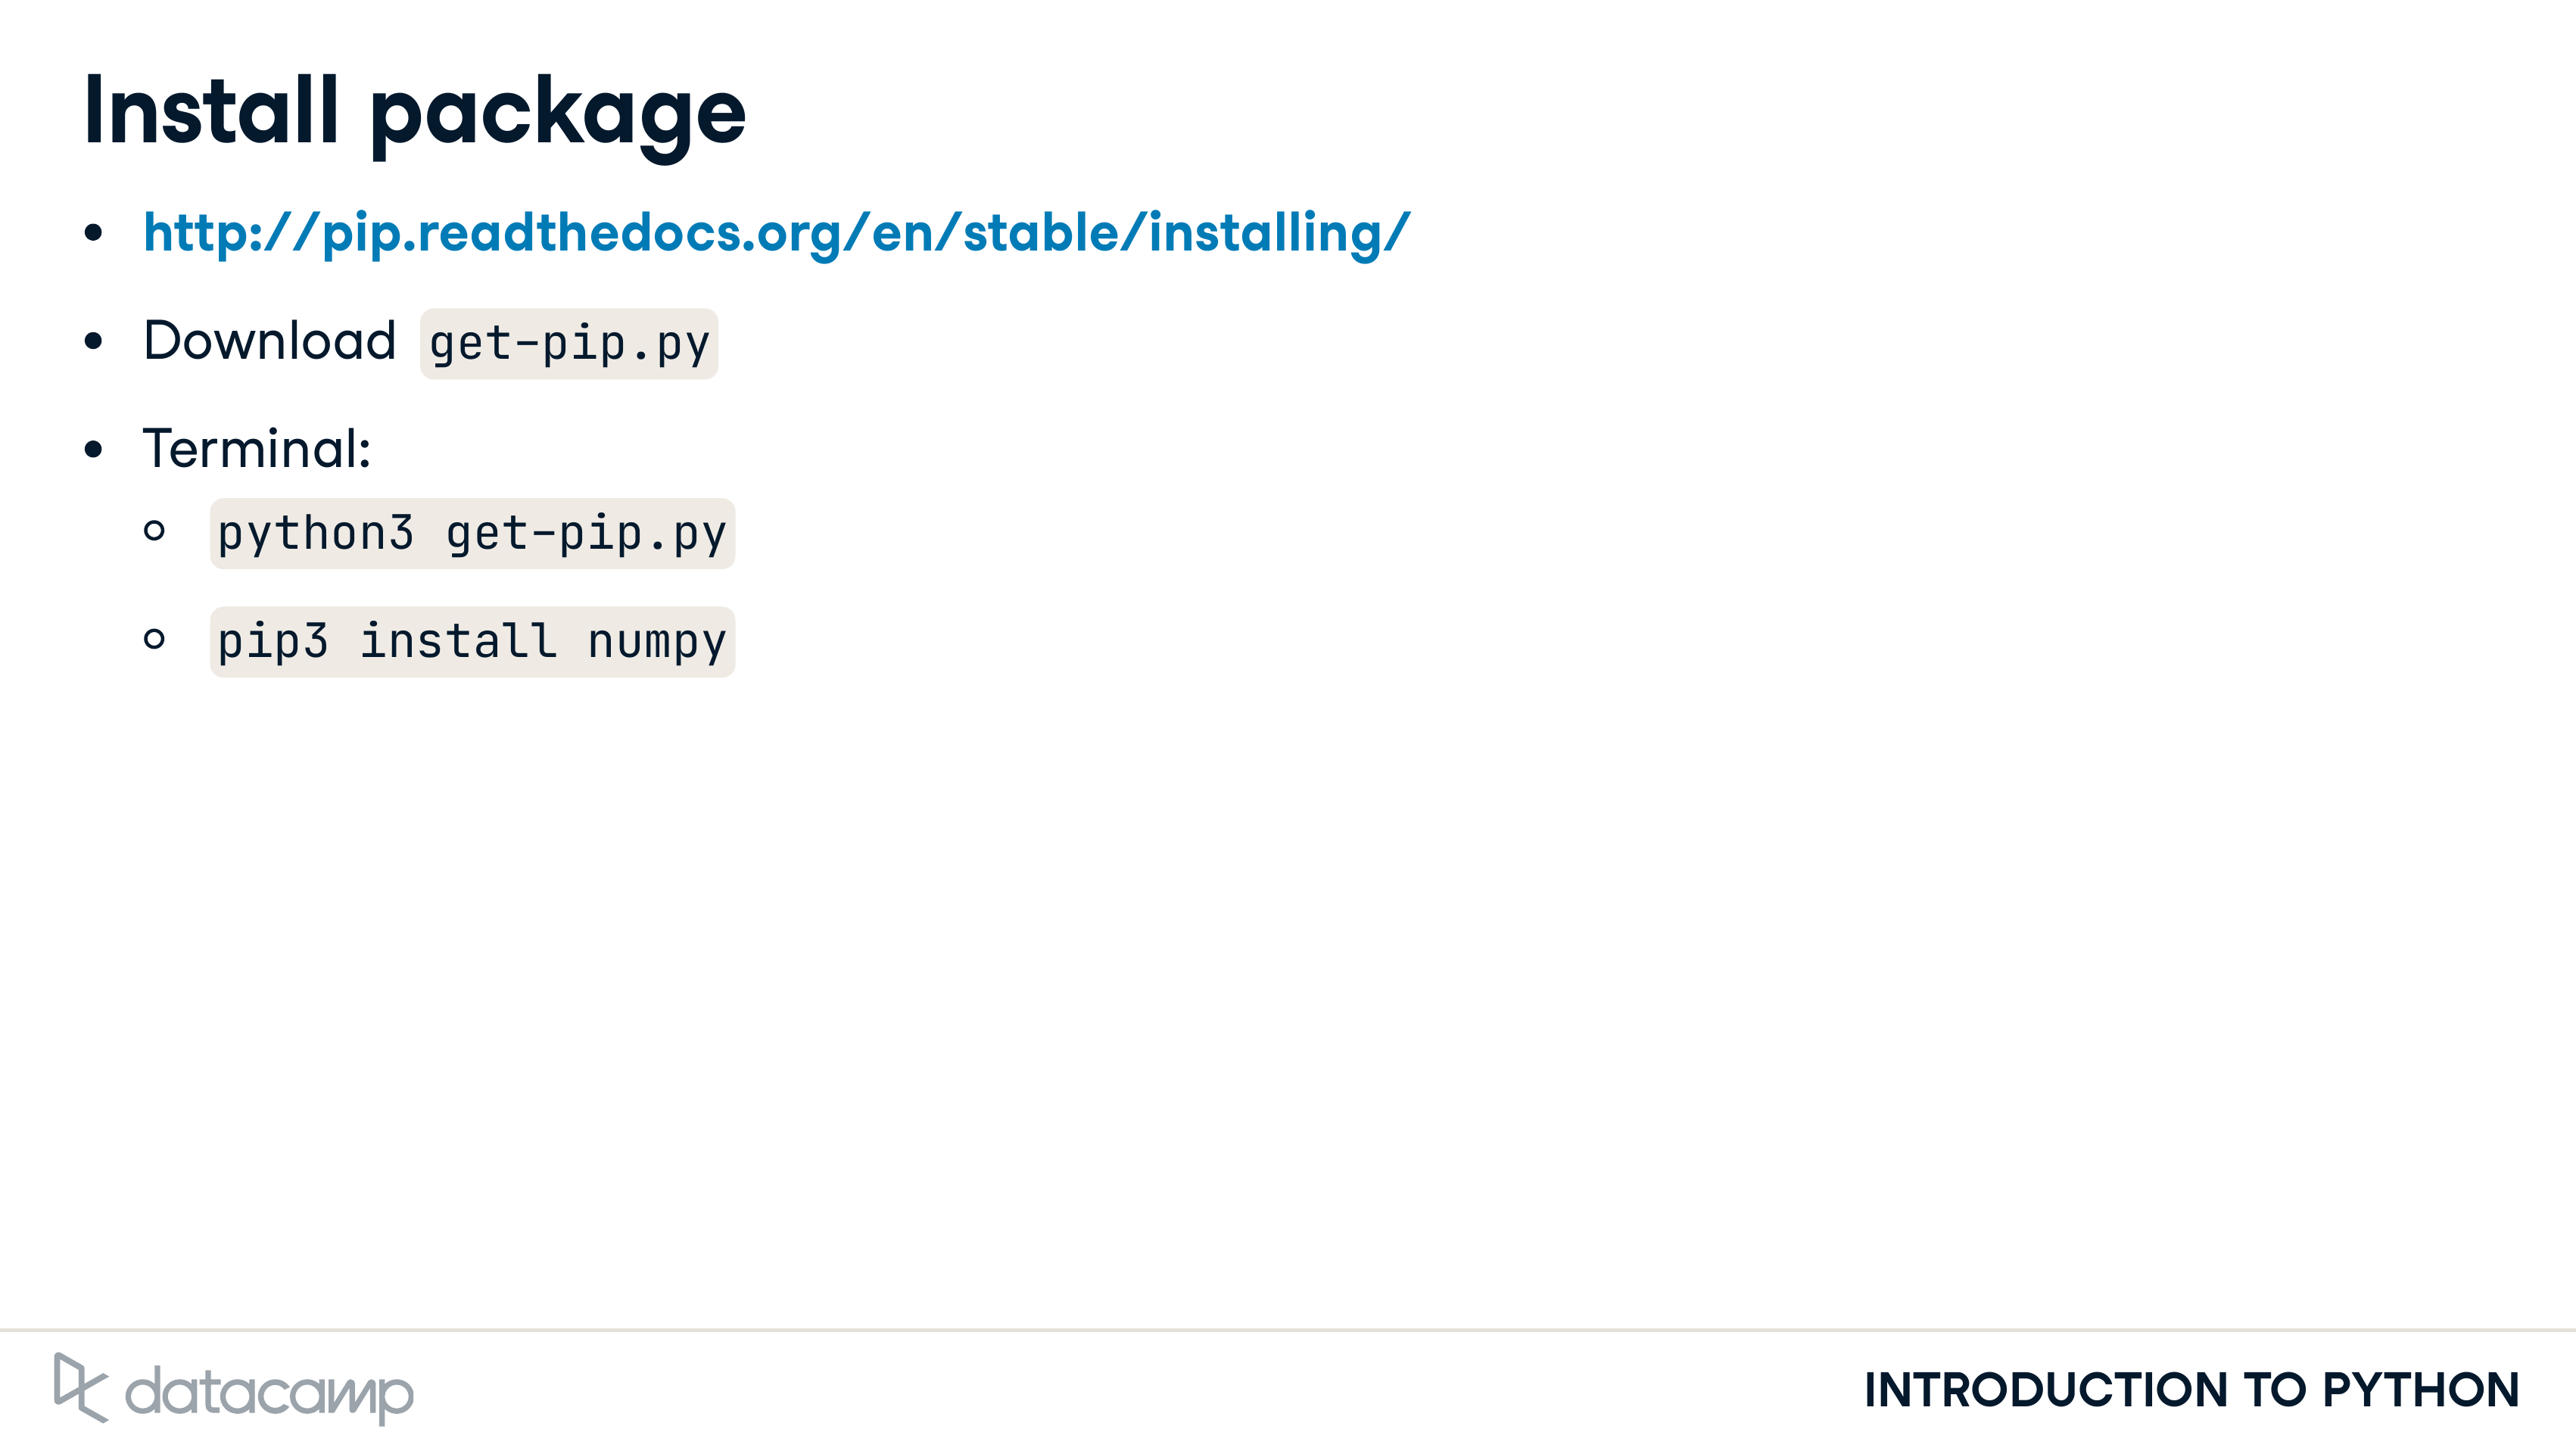 Install package
• http://pip.readthedocs.org/en/stable/installing/
• Download get-pip.py
• Terminal:
python3 get-pip.py
pip3 install numpy
datacamp
INTRODUCTION TO PYTHON